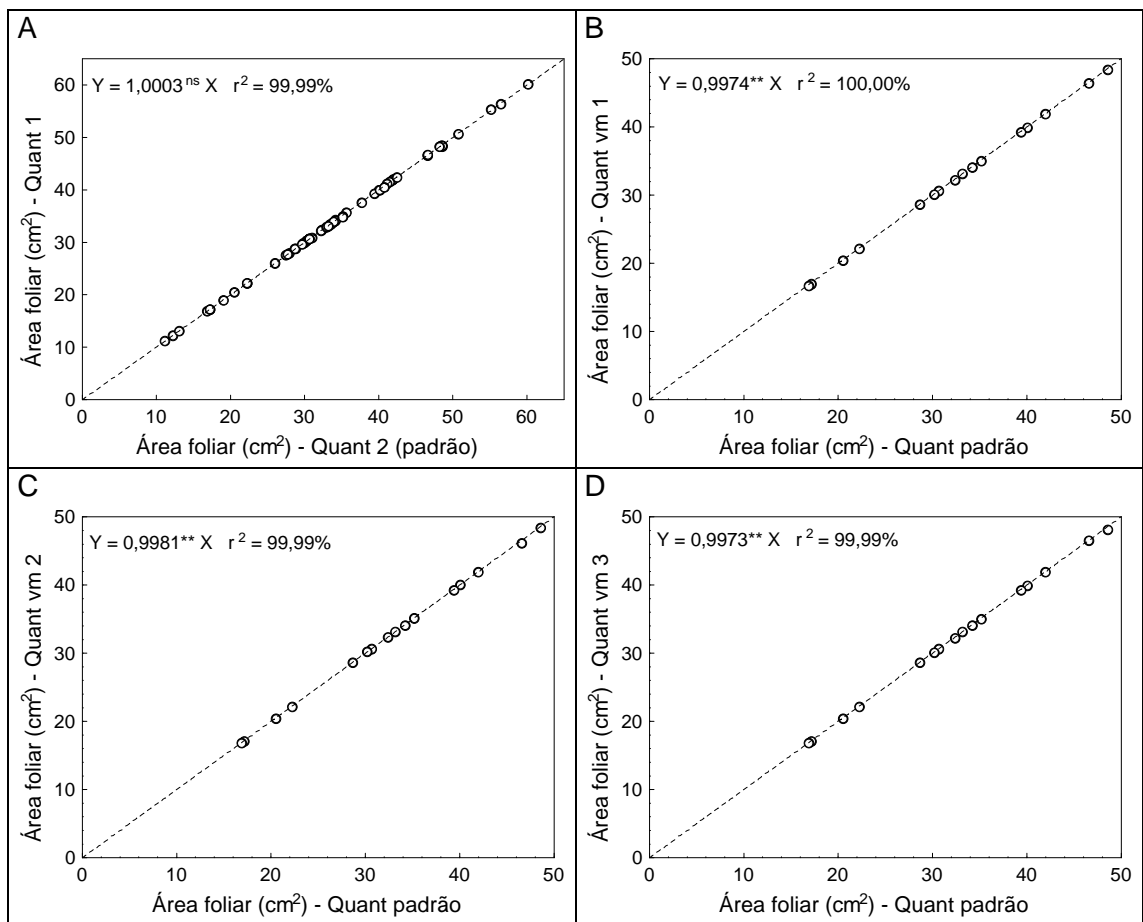 A
Y = 1,0003 ns X r2 = 99,99%
Área foliar (cm2) - Quant 1
60
50
40
30
20
10
0
0 10 20 30 40 50 60
Área foliar (cm2) - Quant 2 (padrão)
B
Y = 0,9974** X r 2 = 100,00%
Área foliar (cm2) - Quant vm 1
50
40
30
20
10
0
0 10 20 30 40 50
Área foliar (cm2) - Quant padrão
C
Y = 0,9981** X r 2 = 99,99%
Área foliar (cm2) - Quant vm 2
50
40
30
20
10
0
0 10 20 30 40 50
Área foliar (cm2) - Quant padrão
D
Y = 0,9973** X r 2 = 99,99%
Área foliar (cm2) - Quant vm 3
50
40
30
20
10
0
0 10 20 30 40 50
Área foliar (cm2) - Quant padrão